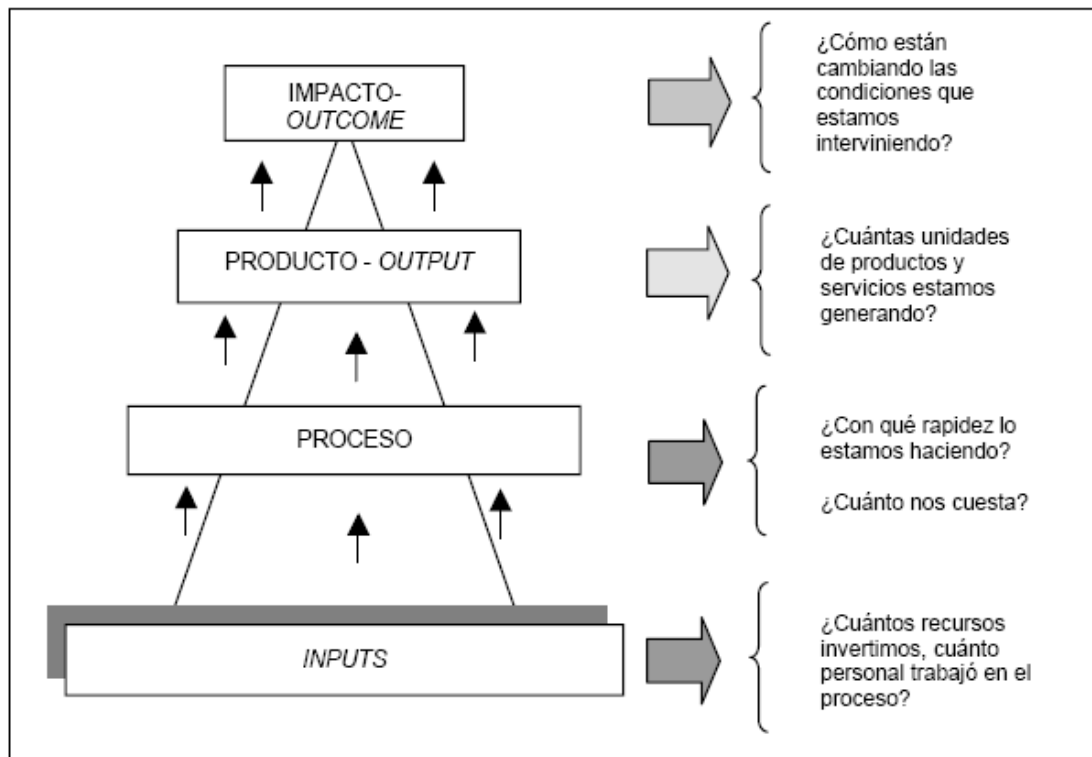 IMPACTO-
OUTCOME
¿Cómo están
cambiando las
condiciones que
estamos
interviniendo?
PRODUCTO - OUTPUT
¿Cuántas unidades
de productos y
servicios estamos
generando?
PROCESO
¿Con qué rapidez lo
estamos haciendo?
¿Cuánto nos cuesta?
INPUTS
¿Cuántos recursos
invertimos, cuánto
personal trabajó en el
proceso?